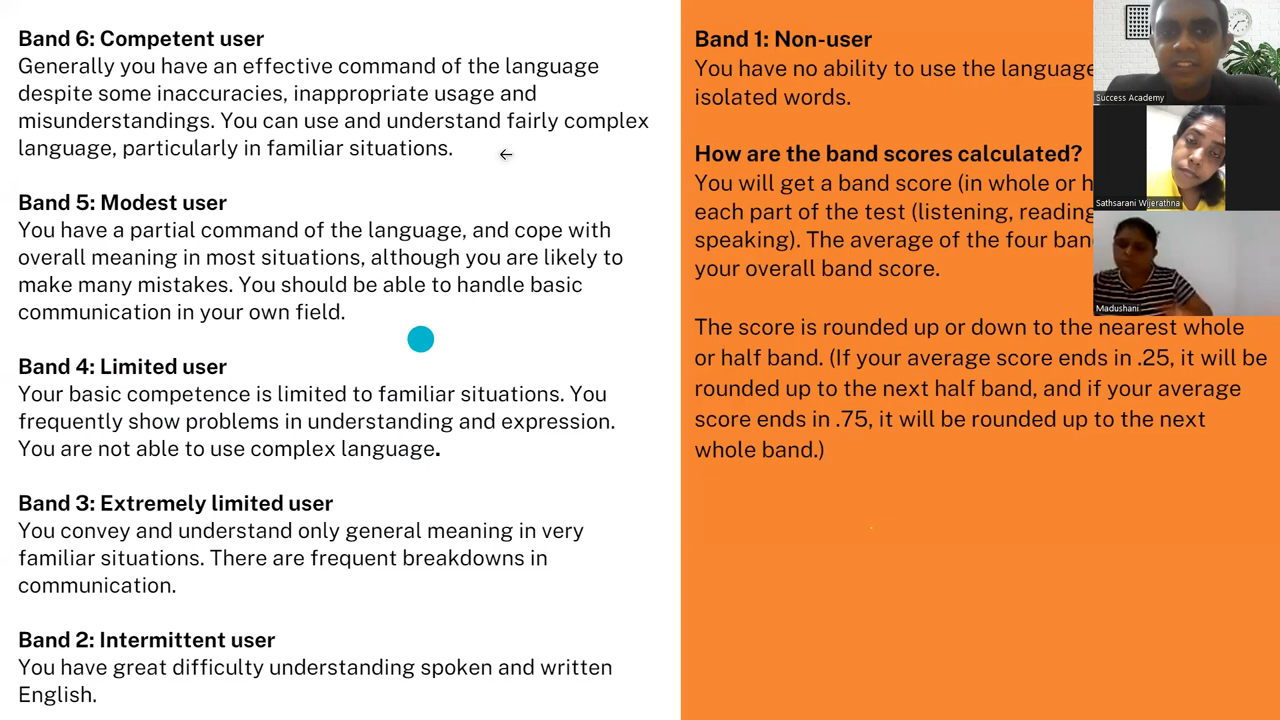 Band 6: Competent user
Generally you have an effective command of the language
despite some inaccuracies, inappropriate usage and
misunderstandings. You can use and understand fairly complex
language, particularly in familiar situations.
Band 5: Modest user
You have a partial command of the language, and cope with
overall meaning in most situations, although you are likely to
make many mistakes. You should be able to handle basic
communication in your own field.
Band 4: Limited user
Your basic competence is limited to familiar situations. You
frequently show problems in understanding and expression.
You are not able to use complex language.
Band 3: Extremely limited user
You convey and understand only general meaning in very
familiar situations. There are frequent breakdowns in
communication.
Band 2: Intermittent user
You have great difficulty understanding spoken and written
English.
Band 1: Non-user
You have no ability to use the language
isolated words.
How are the band scores calculated?
You will get a band score (in whole or
each part of the test (listening, reading
speaking). The average of the four
your overall band score.
The score is rounded up or down to the nearest whole
or half band. (If your average score ends in .25, it will be
rounded up to the next half band, and if your average
score ends in .75, it will be rounded up to the next
whole band.)
Success Academy
Sathsarani Wijerathna
Madushani